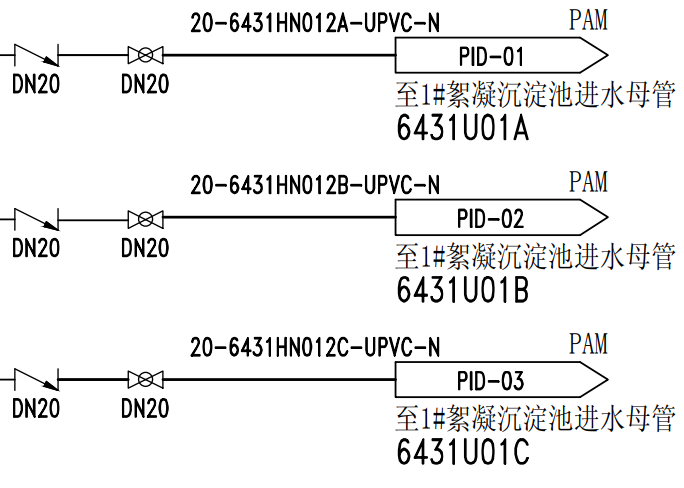 20-6431HN012A-UPVC-N PAM
PID-01
DN20 DN20
至1#絮凝沉淀池进水母管
6431U01A
20-6431HN012B-UPVC-N PAM
PID-02
DN20 DN20
至1#絮凝沉淀池进水母管
6431U01B
20-6431HN012C-UPVC-N PAM
PID-03
DN20 DN20
至1#絮凝沉淀池进水母管
6431U01C